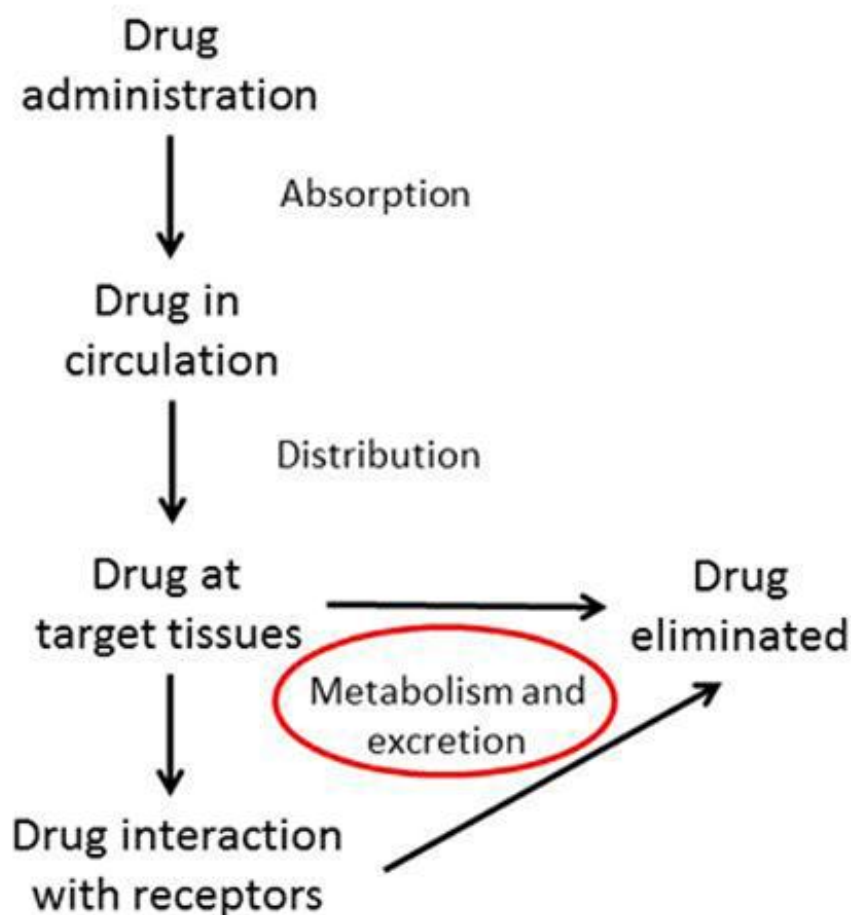 Drug
administration
Absorption
Drug in
circulation
Distribution
Drug at
target tissues
Drug
eliminated
Metabolism and
excretion
Drug interaction
with receptors